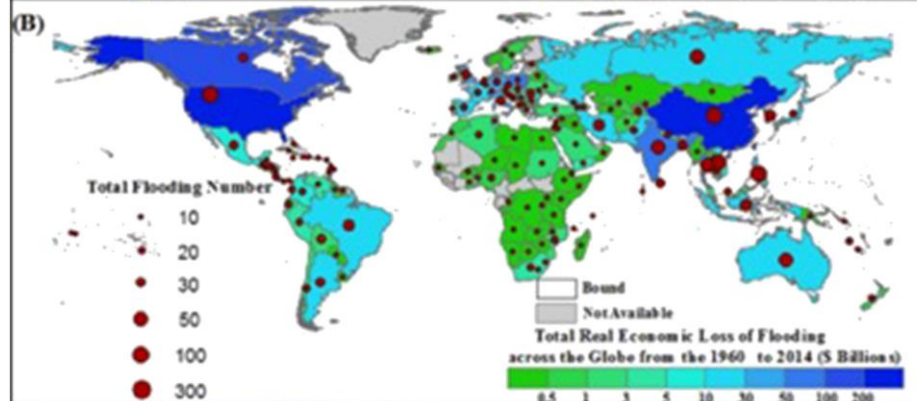 (B)
Total Flooding Number
10
20
30
50
100
300
Bound
Not Available
Total Real Economic Loss of Flooding
across the Globe from the 1960 to 2014 ($ Billions)
0.5 1 3 5 10 30 50 100 200